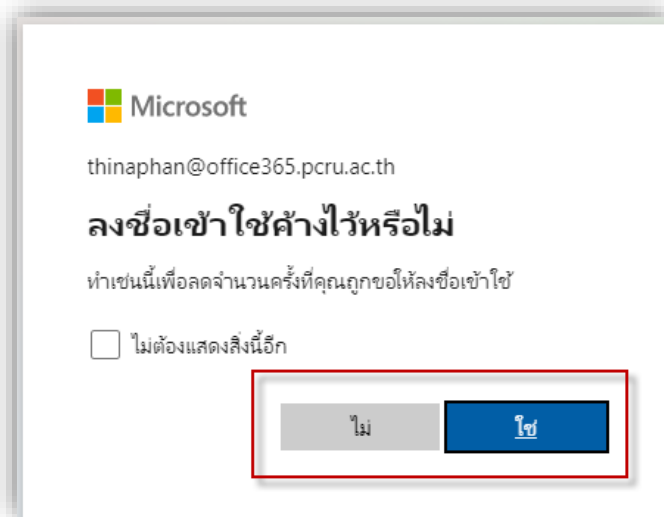 Microsoft
thinaphan@office365.pcru.ac.th
ลงชื่อเข้าใช้ค้างไว้หรือไม่
ทำเช่นนี้เพื่อลดจำนวนครั้งที่คุณถูกขอให้ลงชื่อเข้าใช้
ไม่ต้องแสดงสิ่งนี้อีก
ไม่ ใช่